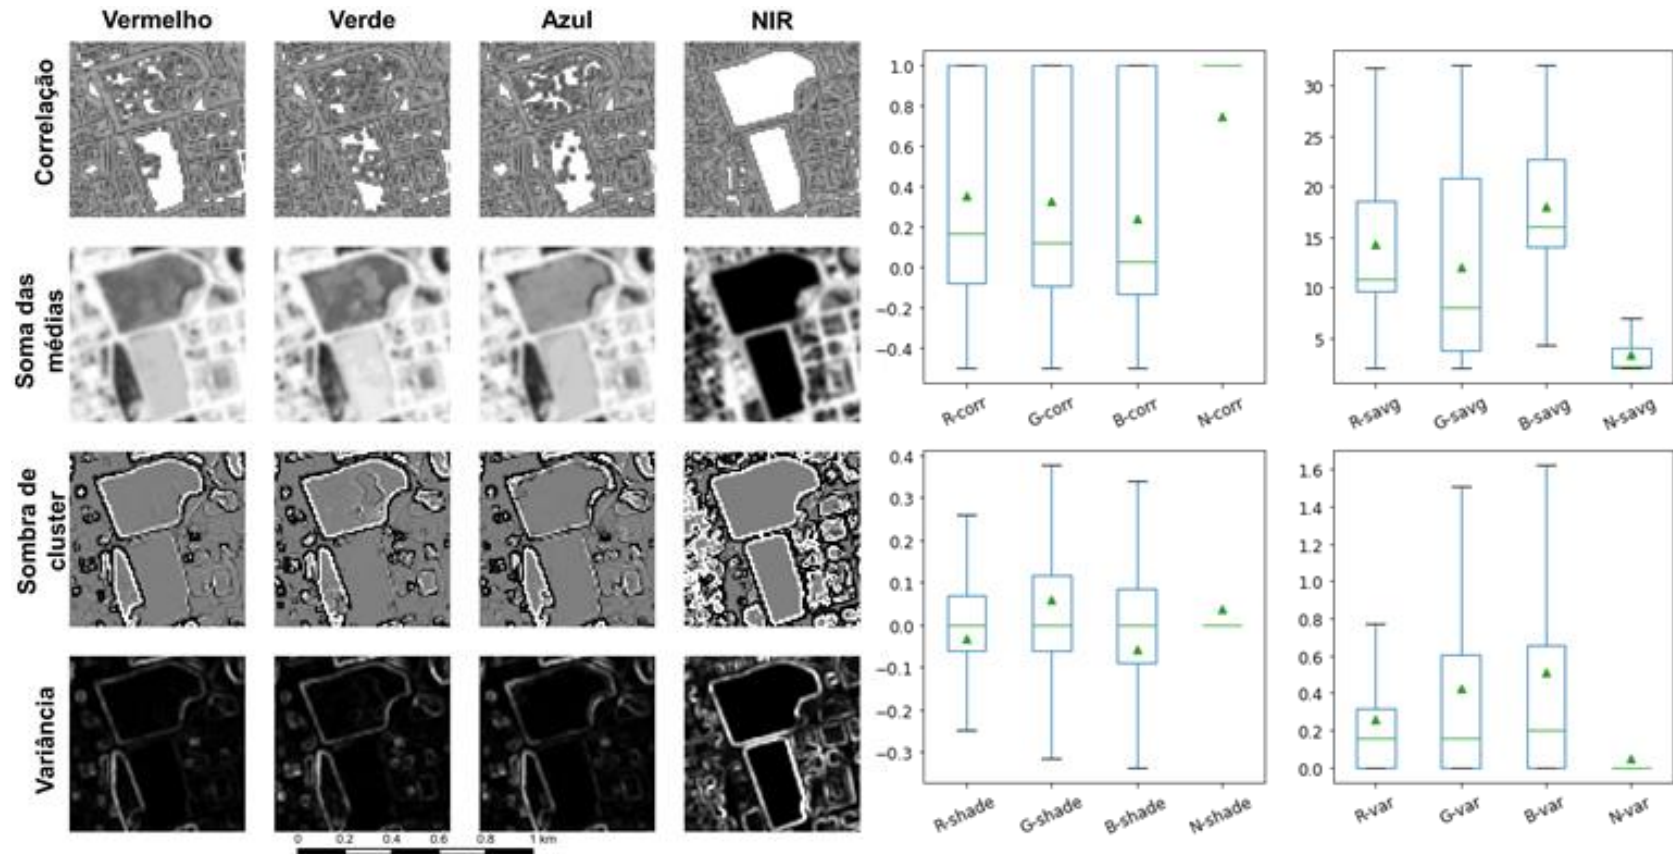 Vermelho
Verde
Azul
NIR
Correlação
Soma das
médias
Sombra de
cluster
Variância
0
0.2
0.4
0.6
0.8
1 km
1.0
0.8
0.6
0.4
0.2
0.0
−0.2
−0.4
R-corr
G-corr
B-corr
N-corr
30
25
20
15
10
5
R-savg
G-savg
B-savg
N-savg
0.4
0.3
0.2
0.1
0.0
−0.1
−0.2
−0.3
R-shade
G-shade
B-shade
N-shade
1.6
1.4
1.2
1.0
0.8
0.6
0.4
0.2
0.0
R-var
G-var
B-var
N-var